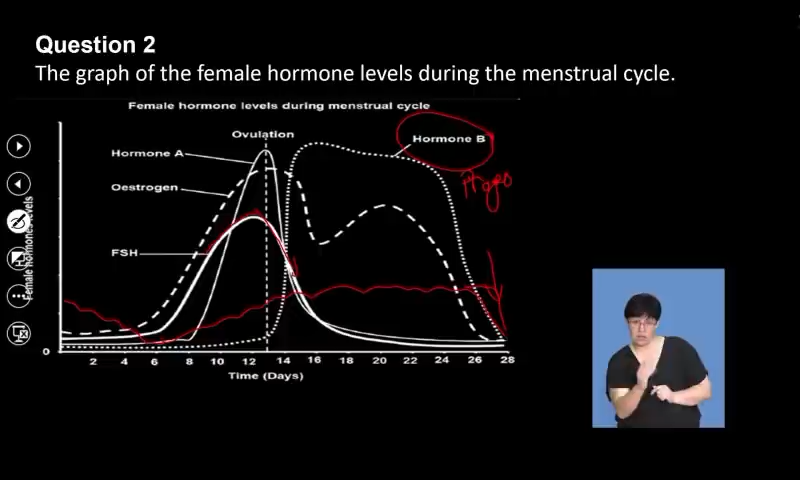 Question 2
The graph of the female hormone levels during the menstrual cycle.
Female hormone levels during menstrual cycle
Ovulation
Hormone B
Hormone A
Oestrogen
FSH
Female hormones levels
0
2 4 6 8 10 12 14 16 18 20 22 24 26 28
Time (Days)